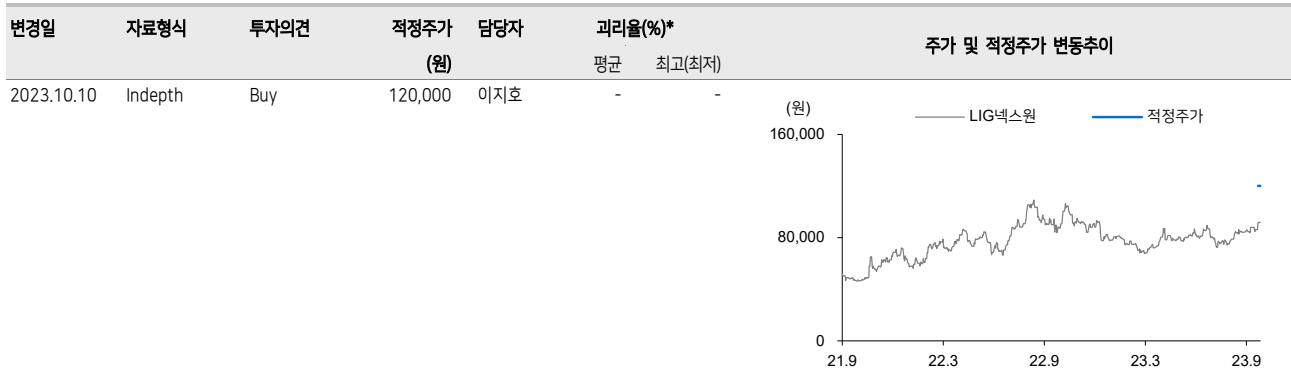 변경일 자료형식 투자의견 적정주가 담당자 괴리율(%)* 주가 및 적정주가 변동추이
(원) 평균 최고(최저)
2023.10.10 Indepth Buy 120,000 이지호 - -
(원)
LIG넥스원 적정주가
160,000
80,000
0
21.9 22.3 22.9 23.3 23.9